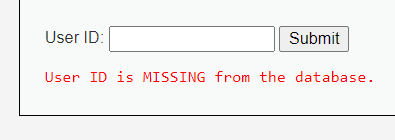 User ID: Submit
User ID is MISSING from the database.